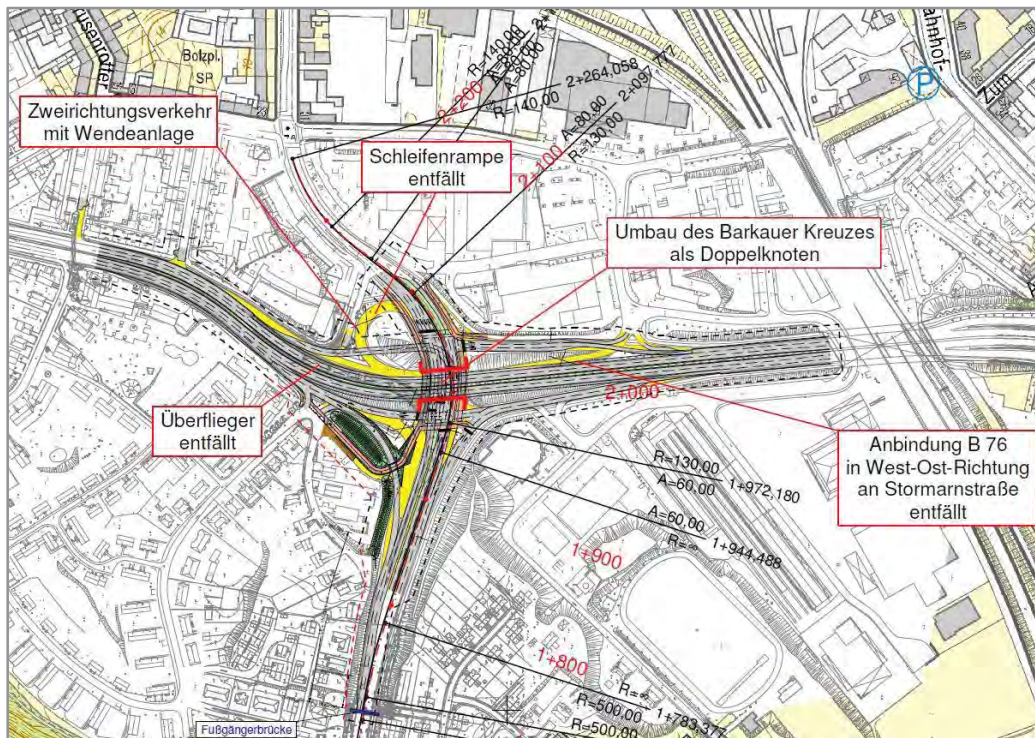 Bolzpl.
SP
Zum
P
Zweirichtungsverkehr
mit Wendeanlage
Schleifenrampe
entfällt
2+264,058
R=140,00
A=80,00
R=130,00
2+200
2+100
Umbau des Barkauer Kreuzes
als Doppelknoten
2+000
Überflieger
entfällt
Anbindung B 76
in West-Ost-Richtung
an Stormarnstraße
entfällt
R=130,00
A=60,00
1+972,180
A=60,00
R=∞
1+944,488
1+900
1+800
R=∞
R=500,00
1+783,377
R=500,00
Fußgängerbrücke